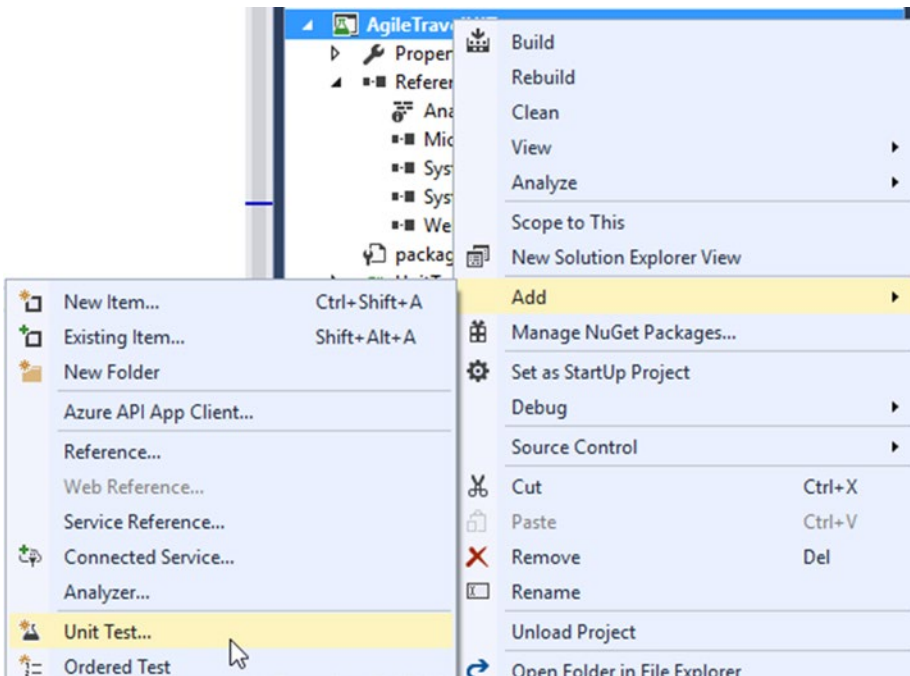 AgileTrav
Proper
Referen
Ana
Mic
Sys
Sys
We
packag
Build
Rebuild
Clean
View
Analyze
Scope to This
New Solution Explorer View
Add
Manage NuGet Packages...
Set as StartUp Project
Debug
Source Control
Cut Ctrl+X
Paste Ctrl+V
Remove Del
Rename
Unload Project
Open Folder in File Explorer
New Item... Ctrl+Shift+A
Existing Item... Shift+Alt+A
New Folder
Azure API App Client...
Reference...
Web Reference...
Service Reference...
Connected Service...
Analyzer...
Unit Test...
Ordered Test